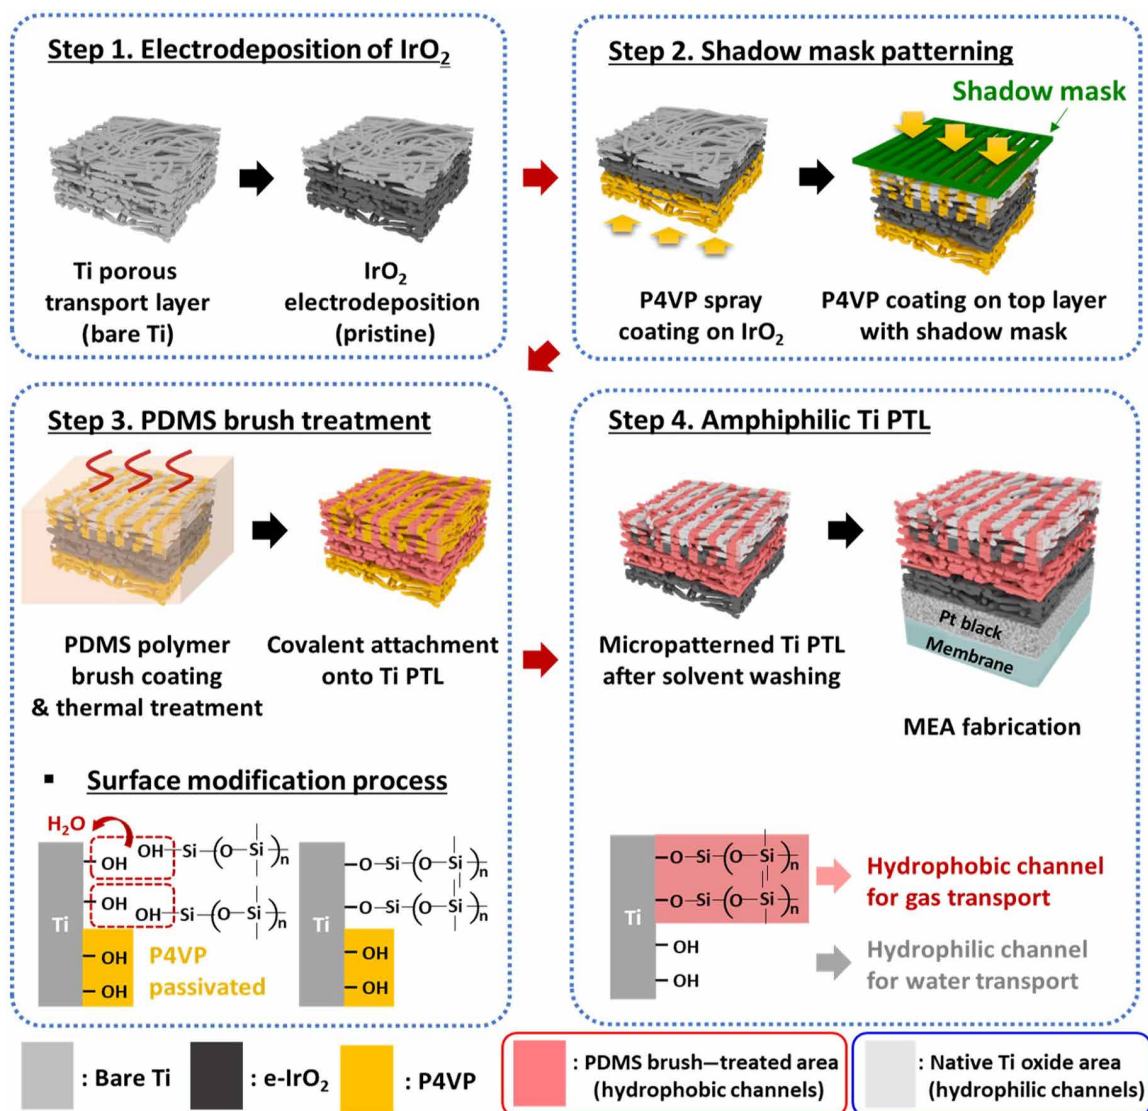 Step 1. Electrodeposition of IrO₂
Ti porous
transport layer
(bare Ti)
IrO₂
electrodeposition
(pristine)
Step 2. Shadow mask patterning
Shadow mask
P4VP spray
coating on IrO₂
P4VP coating on top layer
with shadow mask
Step 3. PDMS brush treatment
PDMS polymer
brush coating
& thermal treatment
Covalent attachment
onto Ti PTL
▪ Surface modification process
H₂O
Ti
OH
OH—Si—(O—Si)n
OH
OH—Si—(O—Si)n
OH
OH
P4VP
passivated
Ti
—O—Si—(O—Si)n
—O—Si—(O—Si)n
OH
OH
Step 4. Amphiphilic Ti PTL
Micropatterned Ti PTL
after solvent washing
Pt black
Membrane
MEA fabrication
Ti
—O—Si—(O—Si)n
—O—Si—(O—Si)n
OH
OH
Hydrophobic channel
for gas transport
Hydrophilic channel
for water transport
: Bare Ti
: e-IrO₂
: P4VP
: PDMS brush—treated area
(hydrophobic channels)
: Native Ti oxide area
(hydrophilic channels)